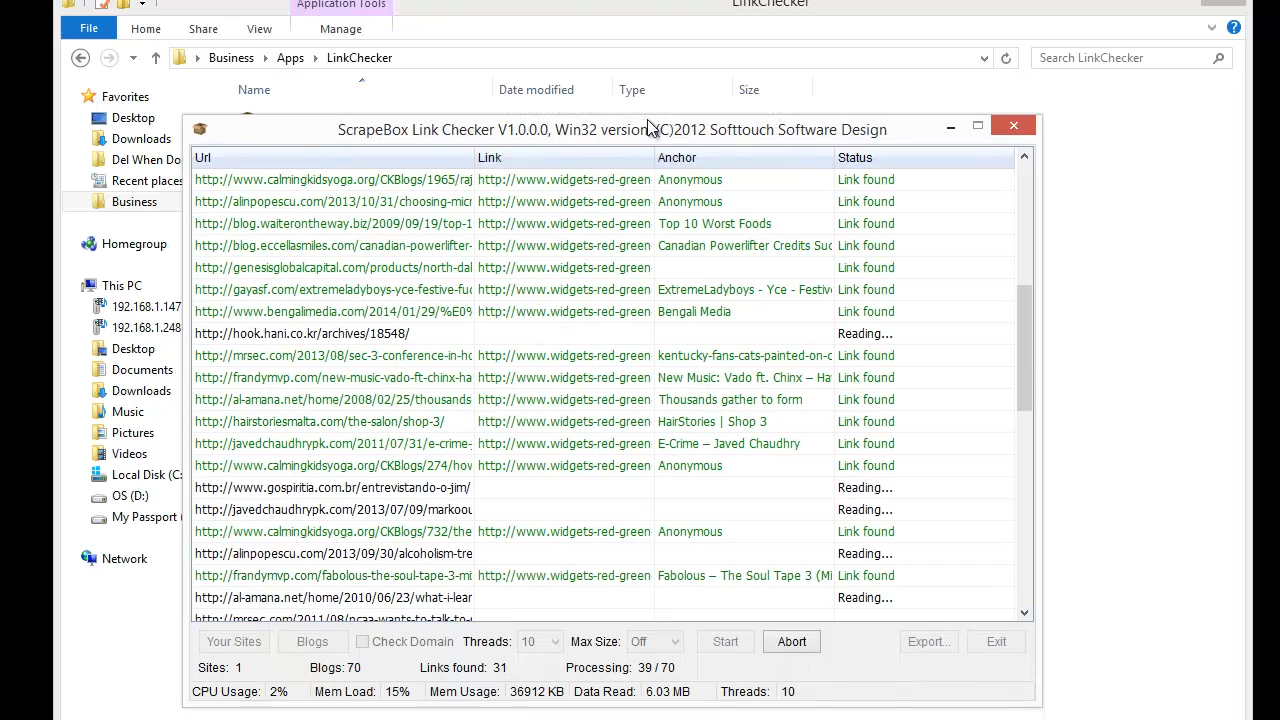 Application Tools
LinkChecker
File Home Share View Manage
Business Apps LinkChecker Search LinkChecker
Name Date modified Type Size
Favorites
Desktop
Downloads
Del When Do
Recent places
Business
Homegroup
This PC
192.168.1.147
192.168.1.248
Desktop
Documents
Downloads
Music
Pictures
Videos
Local Disk (C:
OS (D:)
My Passport (
Network
ScrapeBox Link Checker V1.0.0.0, Win32 version (C)2012 Softtouch Software Design
Url Link Anchor Status
http://www.calmingkidsyoga.org/CKBlogs/1965/raj http://www.widgets-red-green Anonymous Link found
http://alinpopescu.com/2013/10/31/choosing-micr http://www.widgets-red-green Anonymous Link found
http://blog.waiterontheway.biz/2009/09/19/top-1 http://www.widgets-red-green Top 10 Worst Foods Link found
http://blog.eccellasmiles.com/canadian-powerlifter- http://www.widgets-red-green Canadian Powerlifter Credits Suc Link found
http://genesisglobalcapital.com/products/north-dal http://www.widgets-red-green Link found
http://gayasf.com/extremeladyboys-yce-festive-fuc http://www.widgets-red-green ExtremeLadyboys - Yce - Festive Link found
http://www.bengalimedia.com/2014/01/29/%E0% http://www.widgets-red-green Bengali Media Link found
http://hook.hani.co.kr/archives/18548/ Reading...
http://mrsec.com/2013/08/sec-3-conference-in-ho http://www.widgets-red-green kentucky-fans-cats-painted-on-c Link found
http://frandymvp.com/new-music-vado-ft-chinx-ha http://www.widgets-red-green New Music: Vado ft. Chinx – Ha Link found
http://al-amana.net/home/2008/02/25/thousands http://www.widgets-red-green Thousands gather to form Link found
http://hairstoriesmalta.com/the-salon/shop-3/ http://www.widgets-red-green HairStories | Shop 3 Link found
http://javedchaudhrypk.com/2011/07/31/e-crime- http://www.widgets-red-green E-Crime – Javed Chaudhry Link found
http://www.calmingkidsyoga.org/CKBlogs/274/how http://www.widgets-red-green Anonymous Link found
http://www.gospiritia.com.br/entrevistando-o-jim/ Reading...
http://javedchaudhrypk.com/2013/07/09/markoou Reading...
http://www.calmingkidsyoga.org/CKBlogs/732/the http://www.widgets-red-green Anonymous Link found
http://alinpopescu.com/2013/09/30/alcoholism-tre Reading...
http://frandymvp.com/fabolous-the-soul-tape-3-mi http://www.widgets-red-green Fabolous – The Soul Tape 3 (Mi Link found
http://al-amana.net/home/2010/06/23/what-i-lear Reading...
http://mrsec.com/2011/08/ncaa-wants-to-talk-to-
Your Sites Blogs Check Domain Threads: 10 Max Size: Off Start Abort Export... Exit
Sites: 1 Blogs: 70 Links found: 31 Processing: 39 / 70
CPU Usage: 2% Mem Load: 15% Mem Usage: 36912 KB Data Read: 6.03 MB Threads: 10